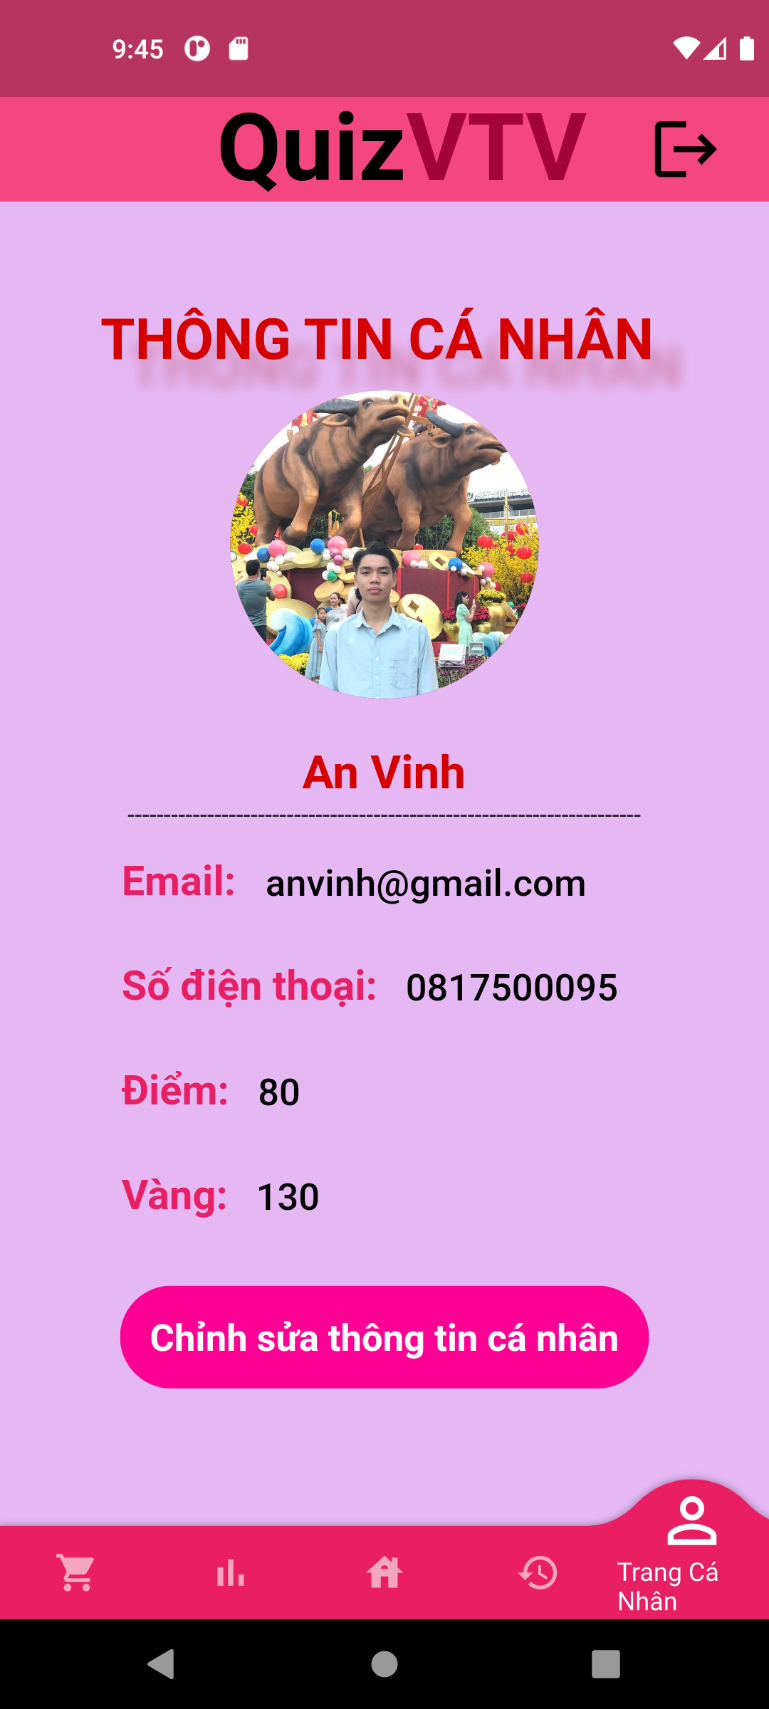 9:45
QuizVTV
THÔNG TIN CÁ NHÂN
An Vinh
Email: anvinh@gmail.com
Số điện thoại: 0817500095
Điểm: 80
Vàng: 130
Chỉnh sửa thông tin cá nhân
Trang Cá
Nhân